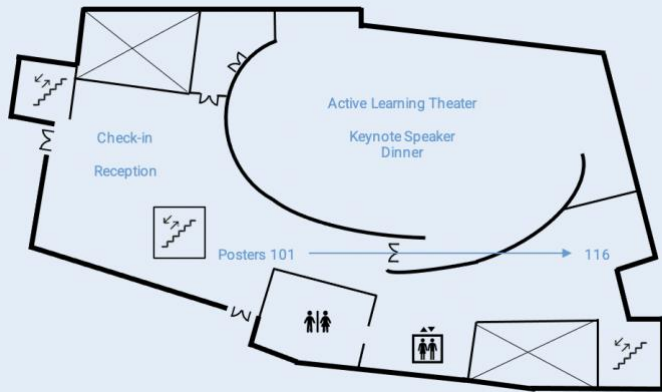 Active Learning Theater
Check-in
Keynote Speaker
Dinner
Reception
Posters 101
116